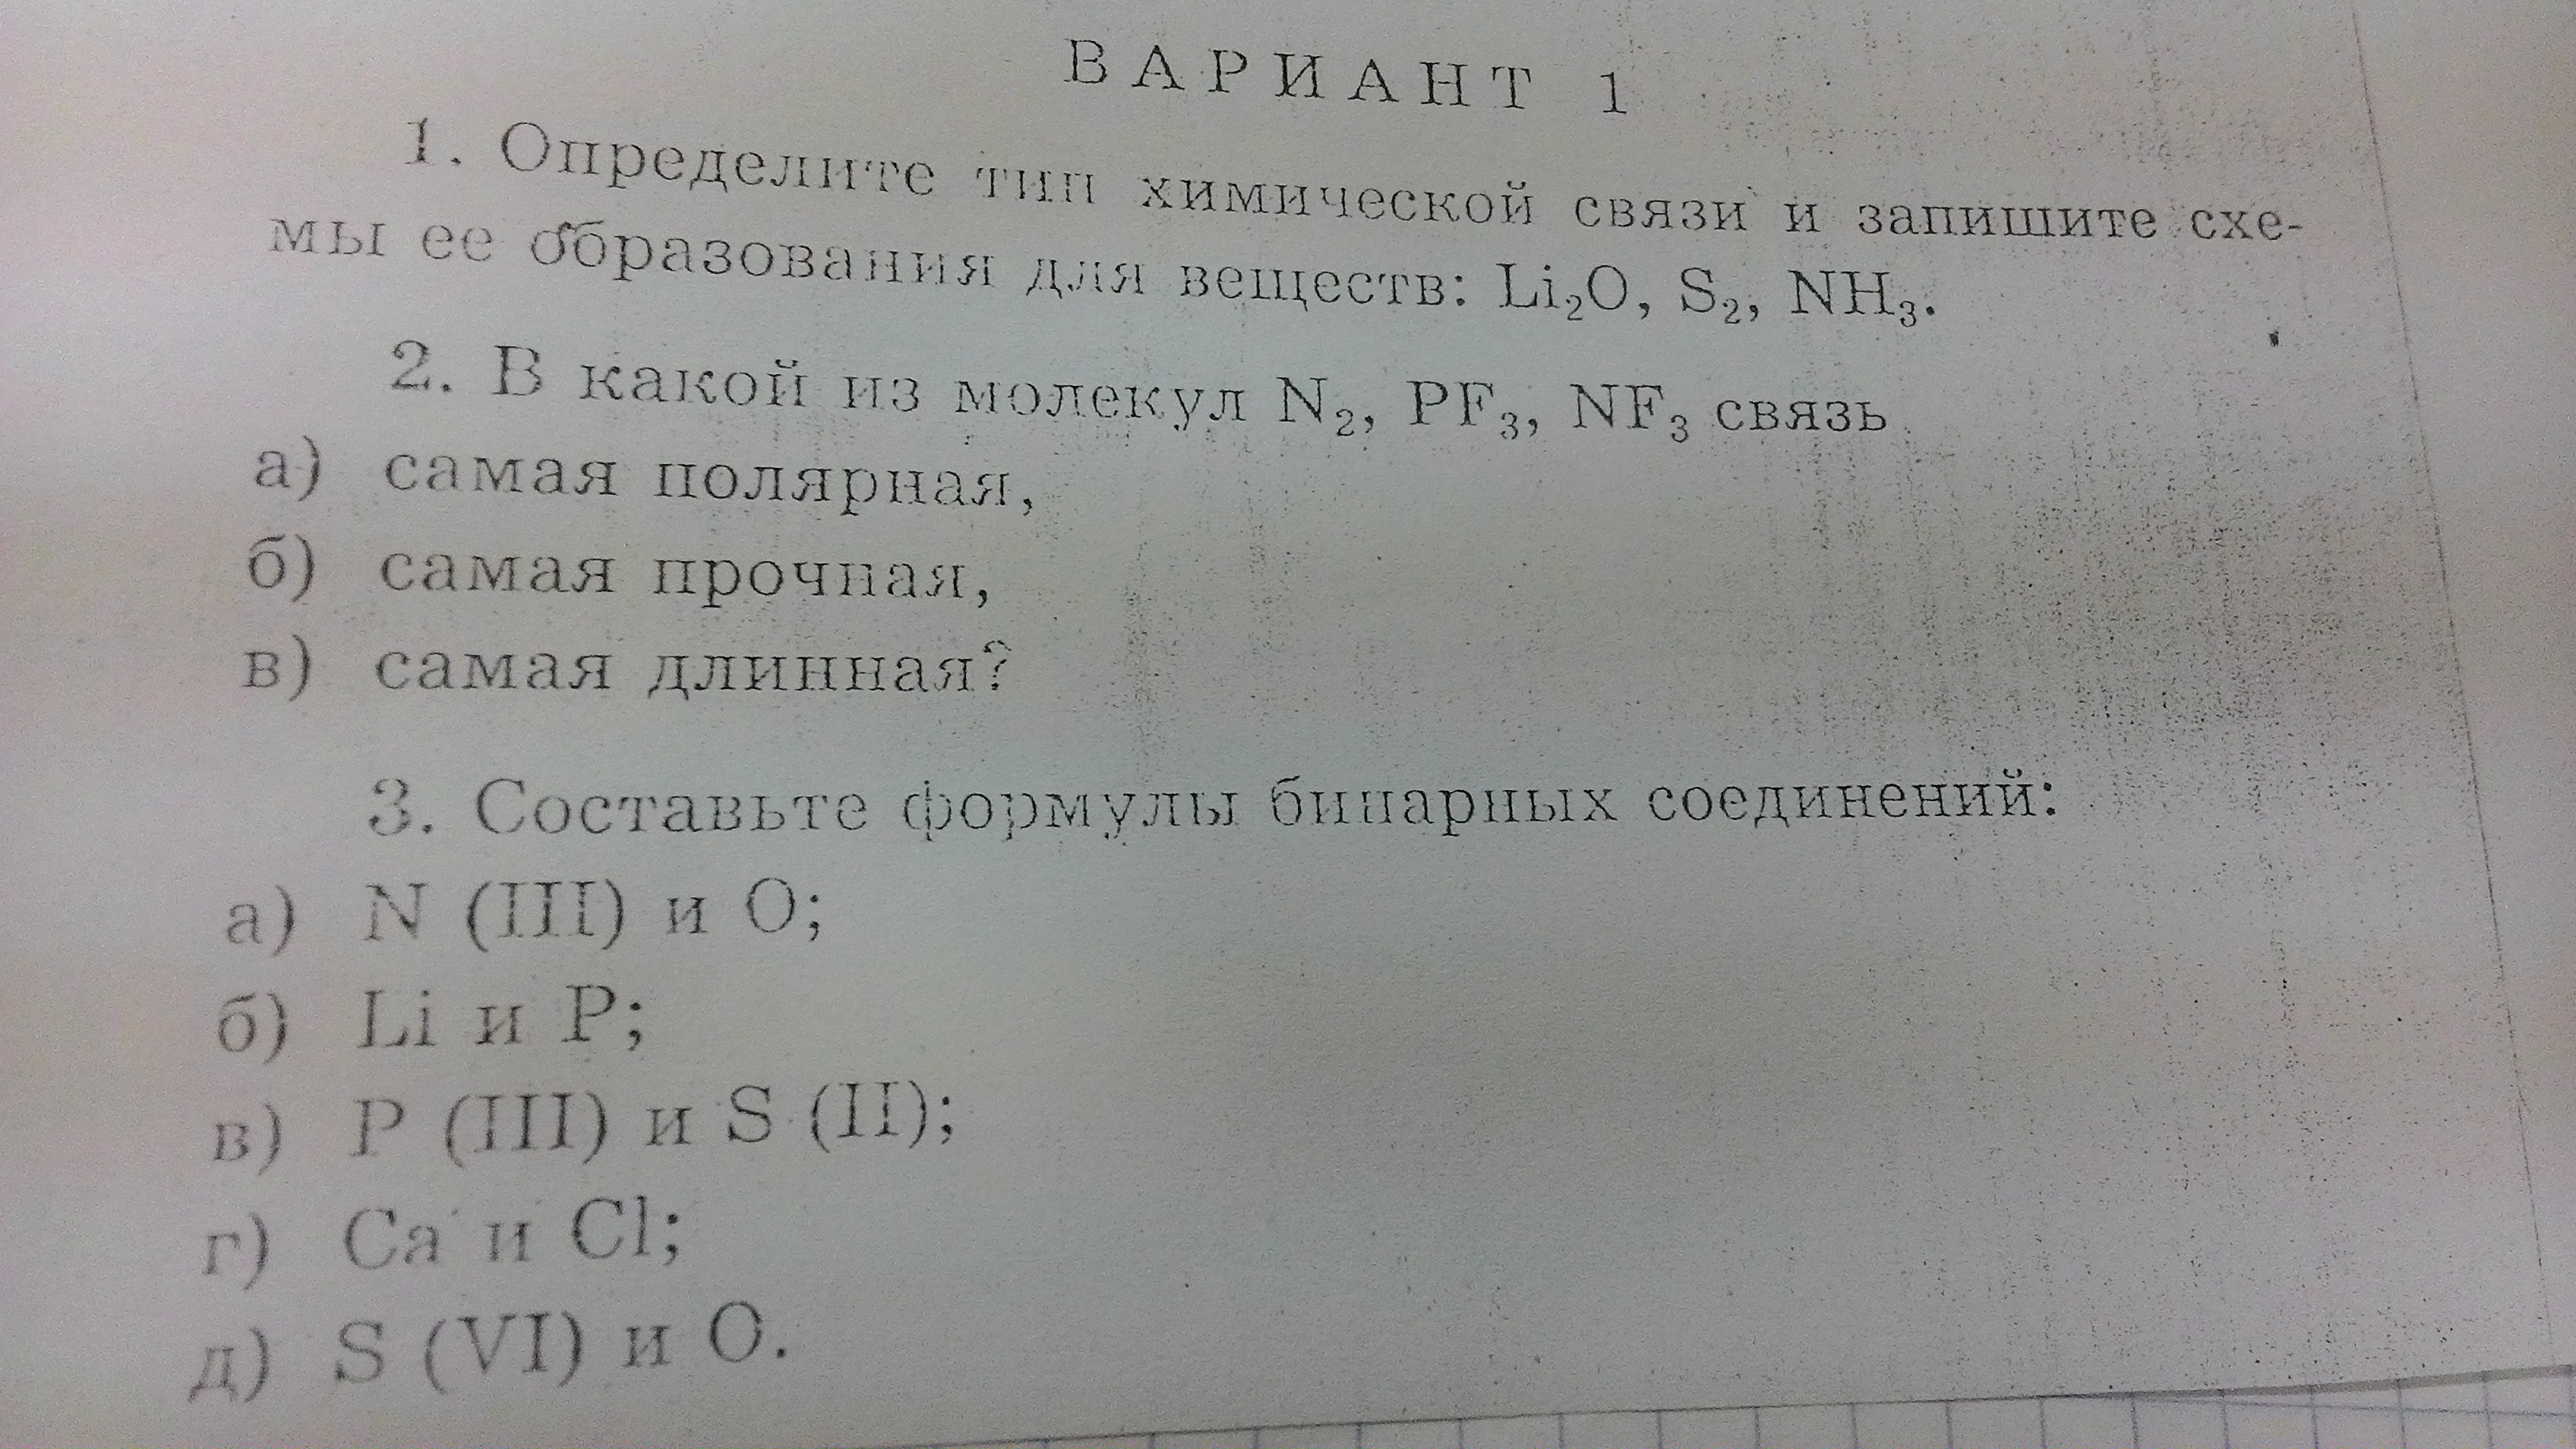 ВАРИАНТ 1
1. Определите тип химической связи и запишите схе-
мы ее образования для веществ: Li₂O, S₂, NH₃.
2. В какой из молекул N₂, PF₃, NF₃ связь
а) самая полярная,
б) самая прочная,
в) самая длинная?
3. Составьте формулы бинарных соединений:
а) N (III) и O;
б) Li и P;
в) P (III) и S (II);
г) Ca и Cl;
д) S (VI) и O.